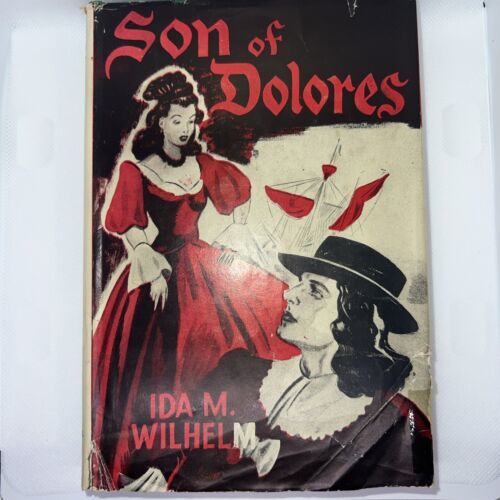 Son of
Dolores
IDA M.
WILHELM